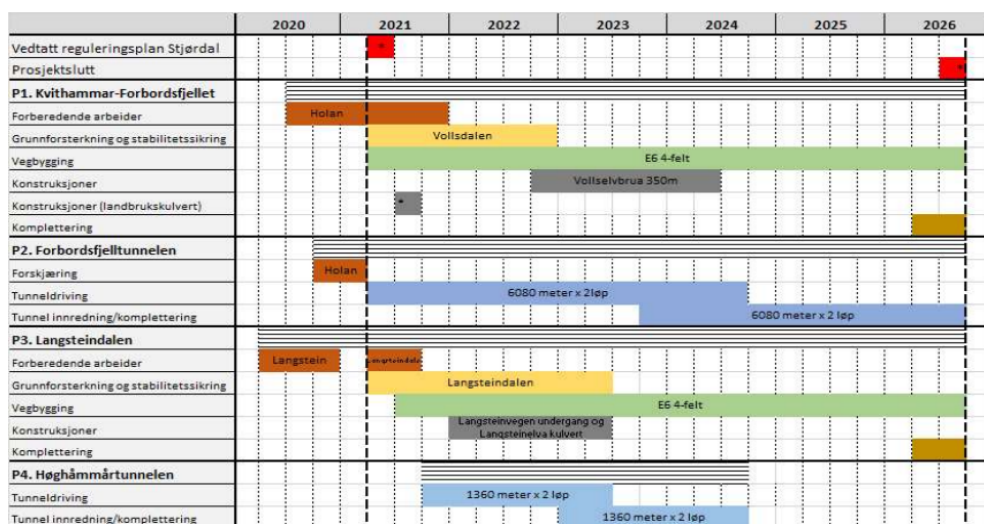 2020 2021 2022 2023 2024 2025 2026
Vedtatt reguleringsplan Stjørdal *
Prosjektslutt *
P1. Kvithammar-Forbordsfjellet
Forberedende arbeider Holan
Grunnforsterkning og stabilitetssikring Vollsdalen
Vegbygging E6 4-felt
Konstruksjoner Vollselvbrua 350m
Konstruksjoner (landbrukskulvert) *
Komplettering
P2. Forbordsfjelltunnelen
Forskjæring Holan
Tunneldriving 6080 meter x 2løp
Tunnel innredning/komplettering 6080 meter x 2 løp
P3. Langsteindalen
Forberedende arbeider Langstein
Grunnforsterkning og stabilitetssikring Langsteindalen
Vegbygging E6 4-felt
Konstruksjoner Langsteinvegen undergang og
Langsteinelva kulvert
Komplettering
P4. Høghåmmårtunnelen
Tunneldriving 1360 meter x 2 løp
Tunnel innredning/komplettering 1360 meter x 2 løp